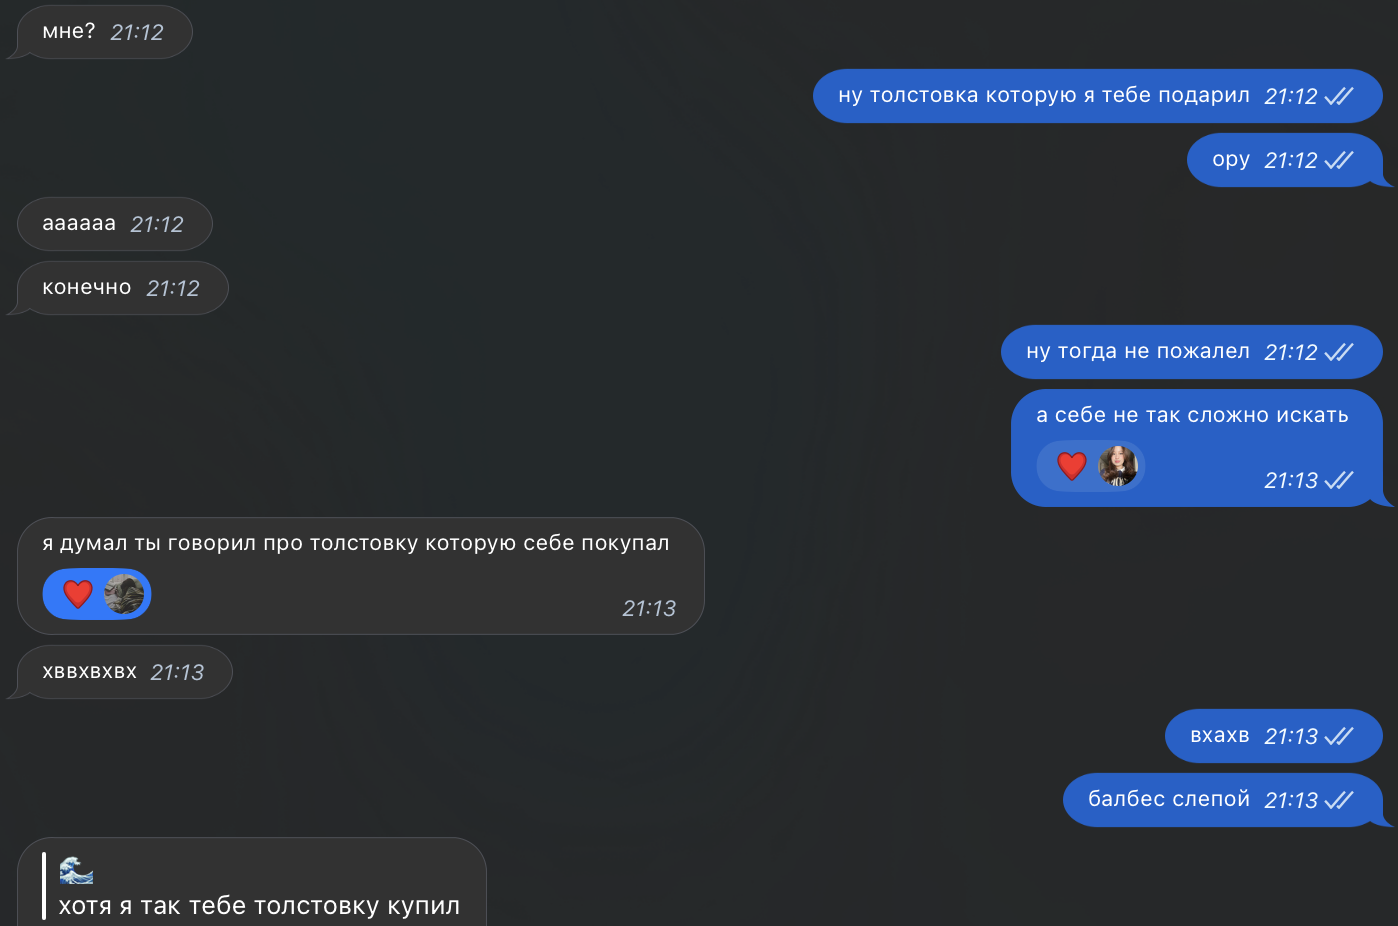 мне? 21:12
ну толстовка которую я тебе подарил 21:12
ору 21:12
аааааа 21:12
конечно 21:12
ну тогда не пожалел 21:12
а себе не так сложно искать
21:13
я думал ты говорил про толстовку которую себе покупал
21:13
хввхвхвх 21:13
вхахв 21:13
балбес слепой 21:13
хотя я так тебе толстовку купил